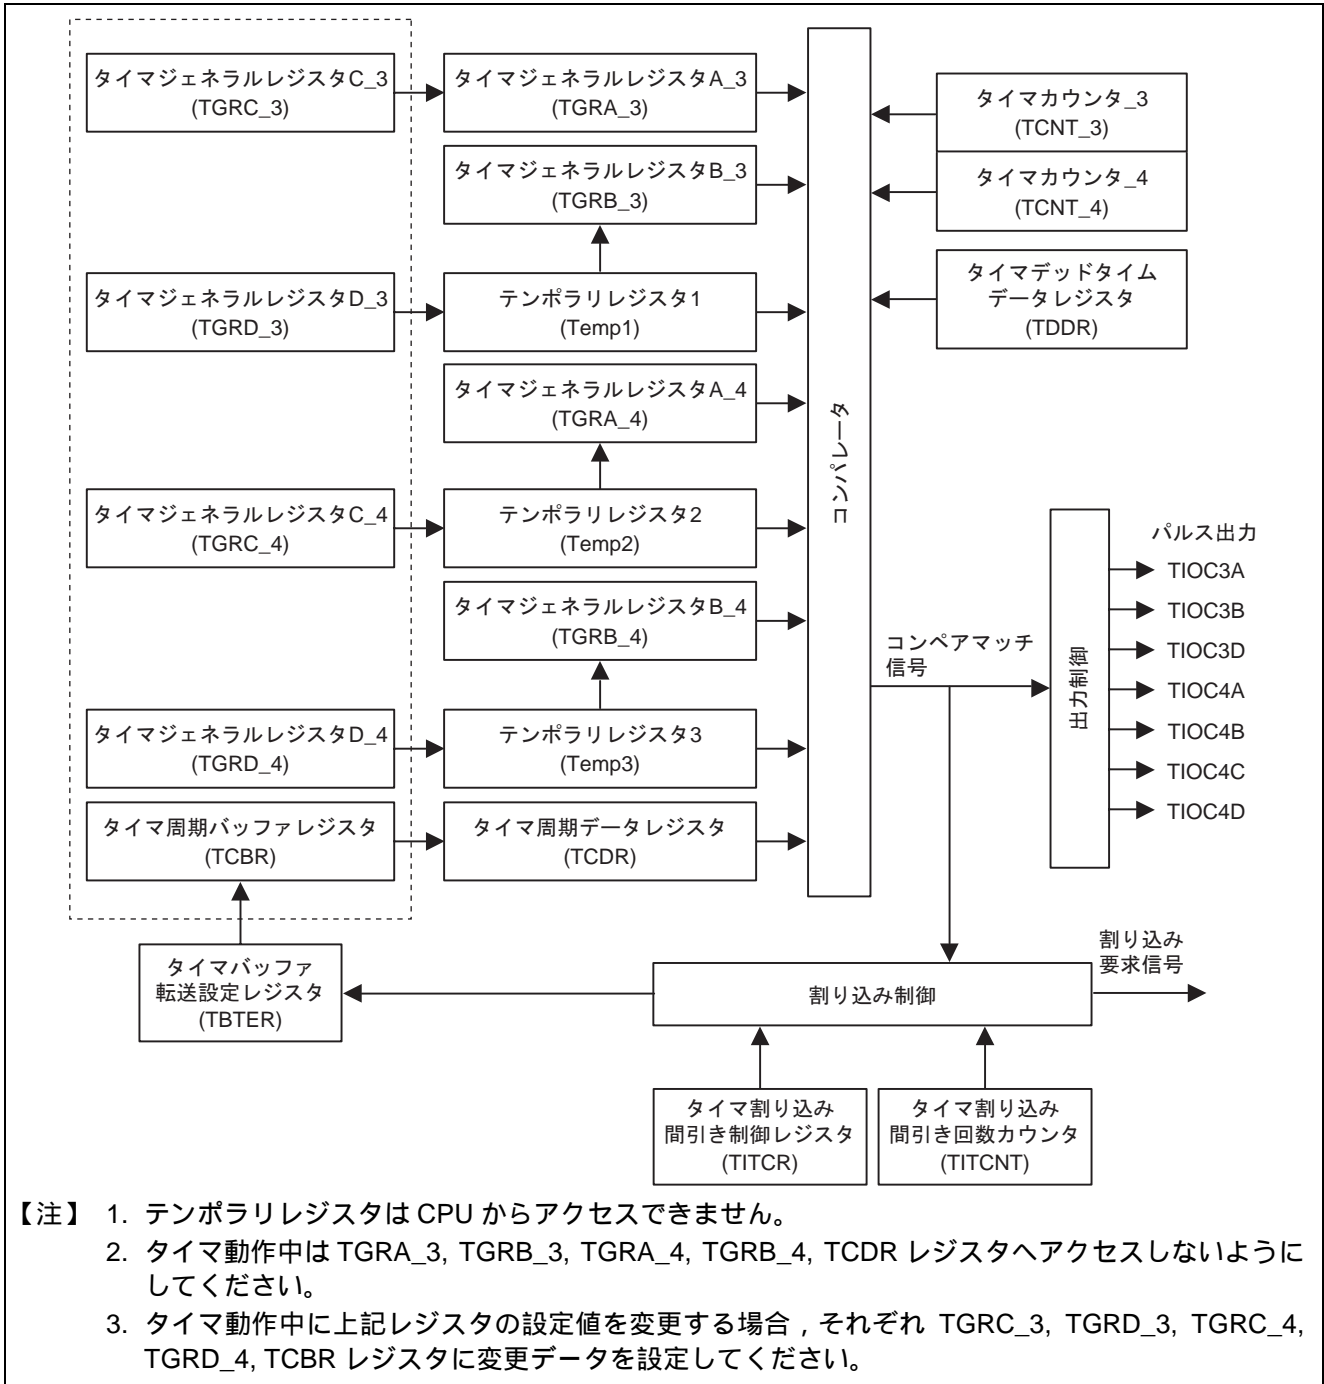 タイマジェネラルレジスタC_3
(TGRC_3)
タイマジェネラルレジスタA_3
(TGRA_3)
タイマカウンタ_3
(TCNT_3)
タイマジェネラルレジスタB_3
(TGRB_3)
タイマカウンタ_4
(TCNT_4)
タイマジェネラルレジスタD_3
(TGRD_3)
テンポラリレジスタ1
(Temp1)
タイマデッドタイム
データレジスタ
(TDDR)
タイマジェネラルレジスタA_4
(TGRA_4)
コンパレータ
タイマジェネラルレジスタC_4
(TGRC_4)
テンポラリレジスタ2
(Temp2)
タイマジェネラルレジスタB_4
(TGRB_4)
コンペアマッチ
信号
出力制御
パルス出力
TIOC3A
TIOC3B
TIOC3D
TIOC4A
TIOC4B
TIOC4C
TIOC4D
タイマジェネラルレジスタD_4
(TGRD_4)
テンポラリレジスタ3
(Temp3)
タイマ周期バッファレジスタ
(TCBR)
タイマ周期データレジスタ
(TCDR)
タイマバッファ
転送設定レジスタ
(TBTER)
割り込み制御
割り込み
要求信号
タイマ割り込み
間引き制御レジスタ
(TITCR)
タイマ割り込み
間引き回数カウンタ
(TITCNT)
【注】 1. テンポラリレジスタは CPU からアクセスできません。
2. タイマ動作中は TGRA_3, TGRB_3, TGRA_4, TGRB_4, TCDR レジスタへアクセスしないように
してください。
3. タイマ動作中に上記レジスタの設定値を変更する場合，それぞれ TGRC_3, TGRD_3, TGRC_4,
TGRD_4, TCBR レジスタに変更データを設定してください。